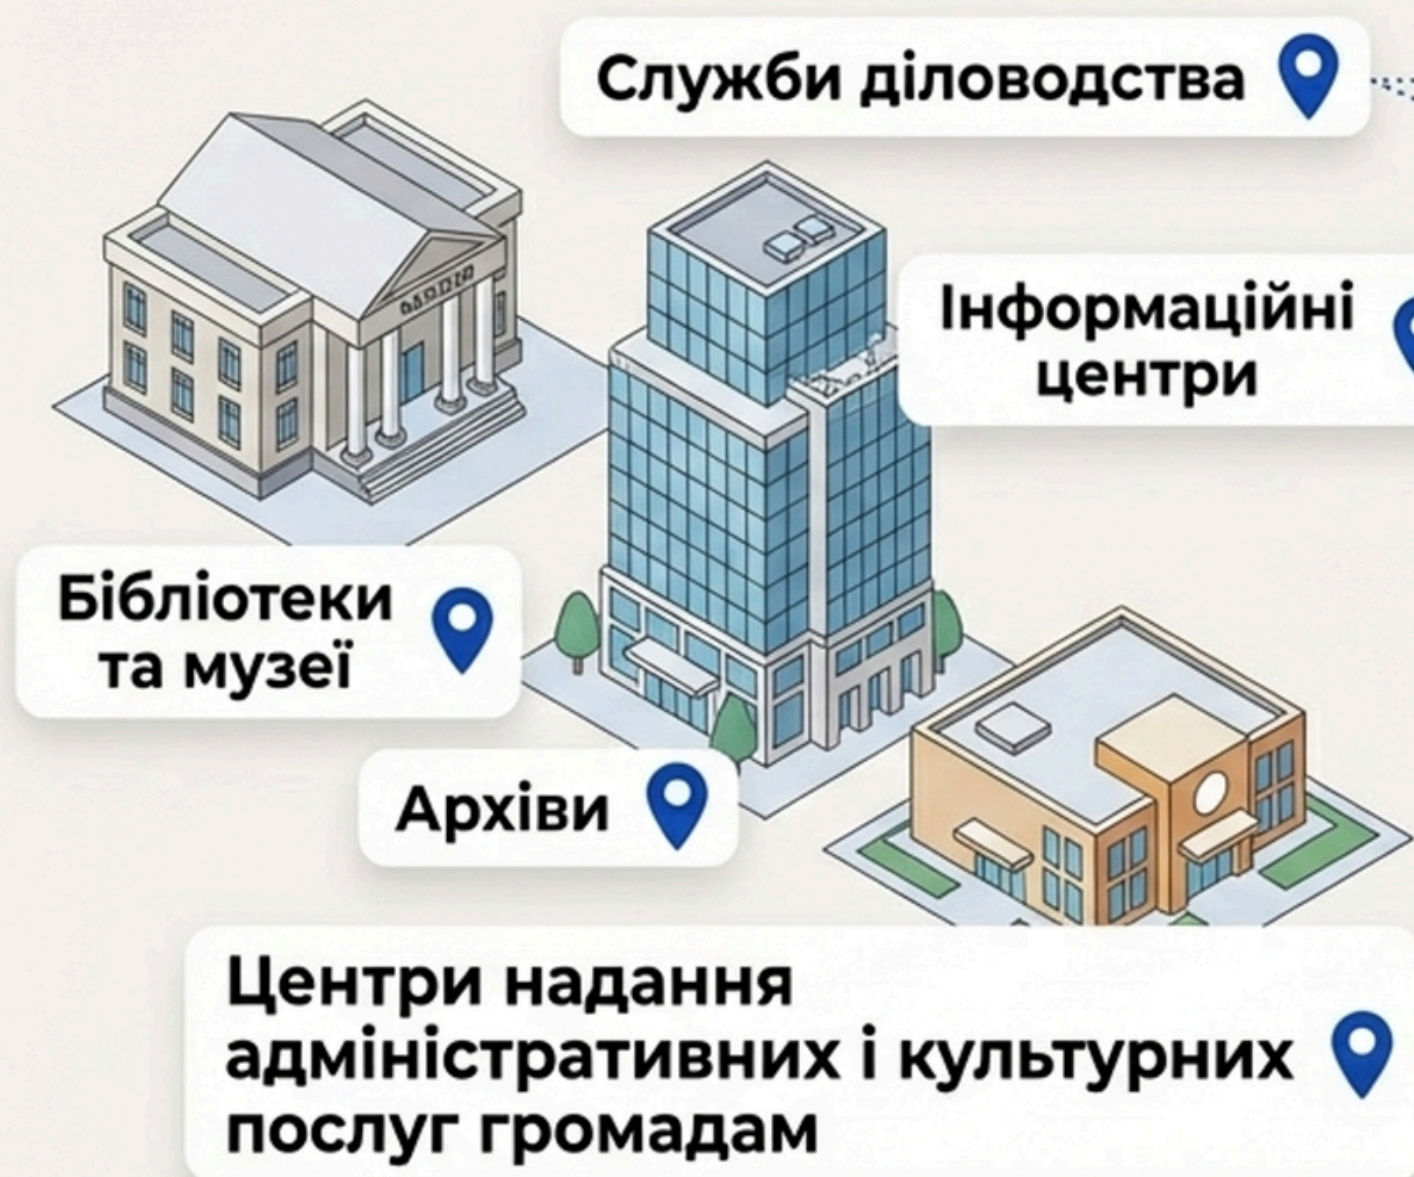 Служби діловодства
Інформаційні
центри
Бібліотеки
та музеї
Архіви
Центри надання
адміністративних і культурних
послуг громадам